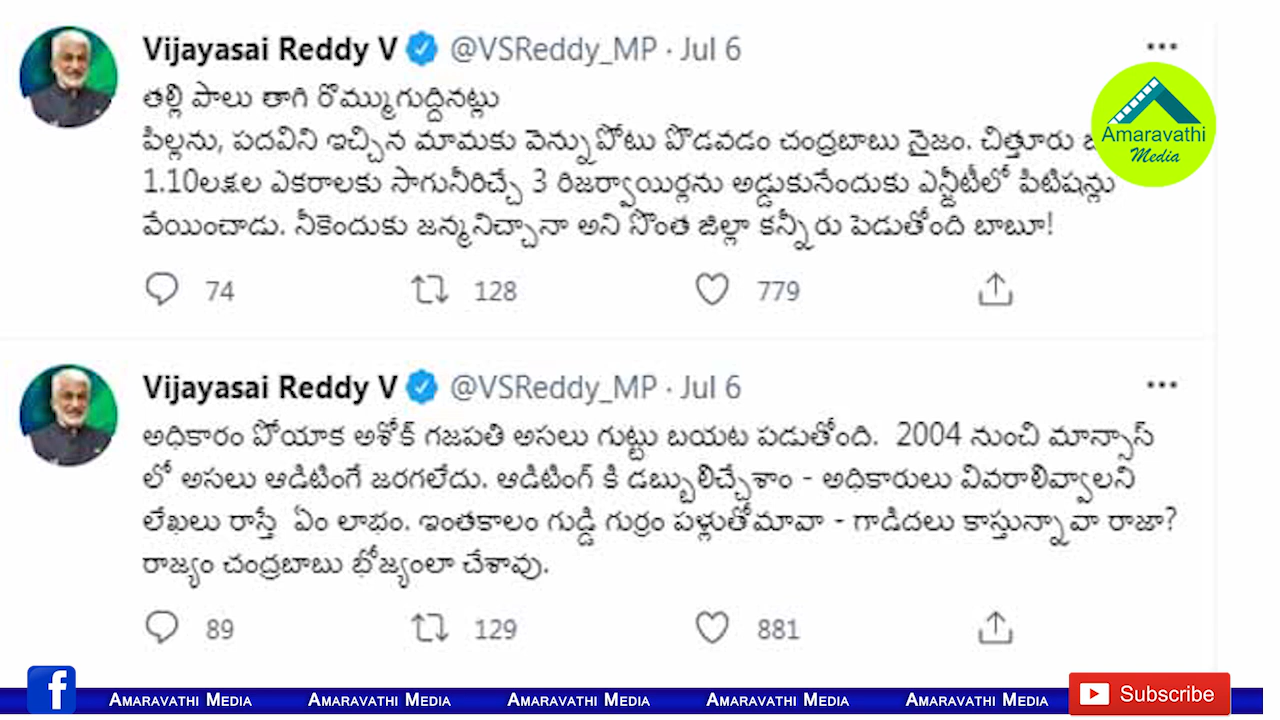 Vijayasai Reddy V @VSReddy_MP · Jul 6
తల్లి పాలు తాగి రొమ్ముగుద్దినట్లు
పిల్లను, పదవిని ఇచ్చిన మామకు వెన్నుపోటు పొడవడం చంద్రబాబు నైజం. చిత్తూరు
1.10లక్షల ఎకరాలకు సాగునీరిచ్చే 3 రిజర్వాయిర్లను అడ్డుకునేందుకు ఎన్జీటీలో పిటిషన్లు
వేయించాడు. నీకెందుకు జన్మనిచ్చానా అని సొంత జిల్లా కన్నీరు పెడుతోంది బాబూ!
74 128 779
Amaravathi
Media
Vijayasai Reddy V @VSReddy_MP · Jul 6
అధికారం పోయాక అశోక్ గజపతి అసలు గుట్టు బయట పడుతోంది. 2004 నుంచి మాన్సాస్
లో అసలు ఆడిటింగే జరగలేదు. ఆడిటింగ్ కి డబ్బులిచ్చేశాం - అధికారులు వివరాలివ్వాలని
లేఖలు రాస్తే ఏం లాభం. ఇంతకాలం గుడ్డి గుర్రం పళ్లుతోమావా - గాడిదలు కాస్తున్నావా రాజా?
రాజ్యం చంద్రబాబు భోజ్యంలా చేశావు.
89 129 881
f Amaravathi Media Amaravathi Media Amaravathi Media Amaravathi Media Amaravathi Media Subscribe